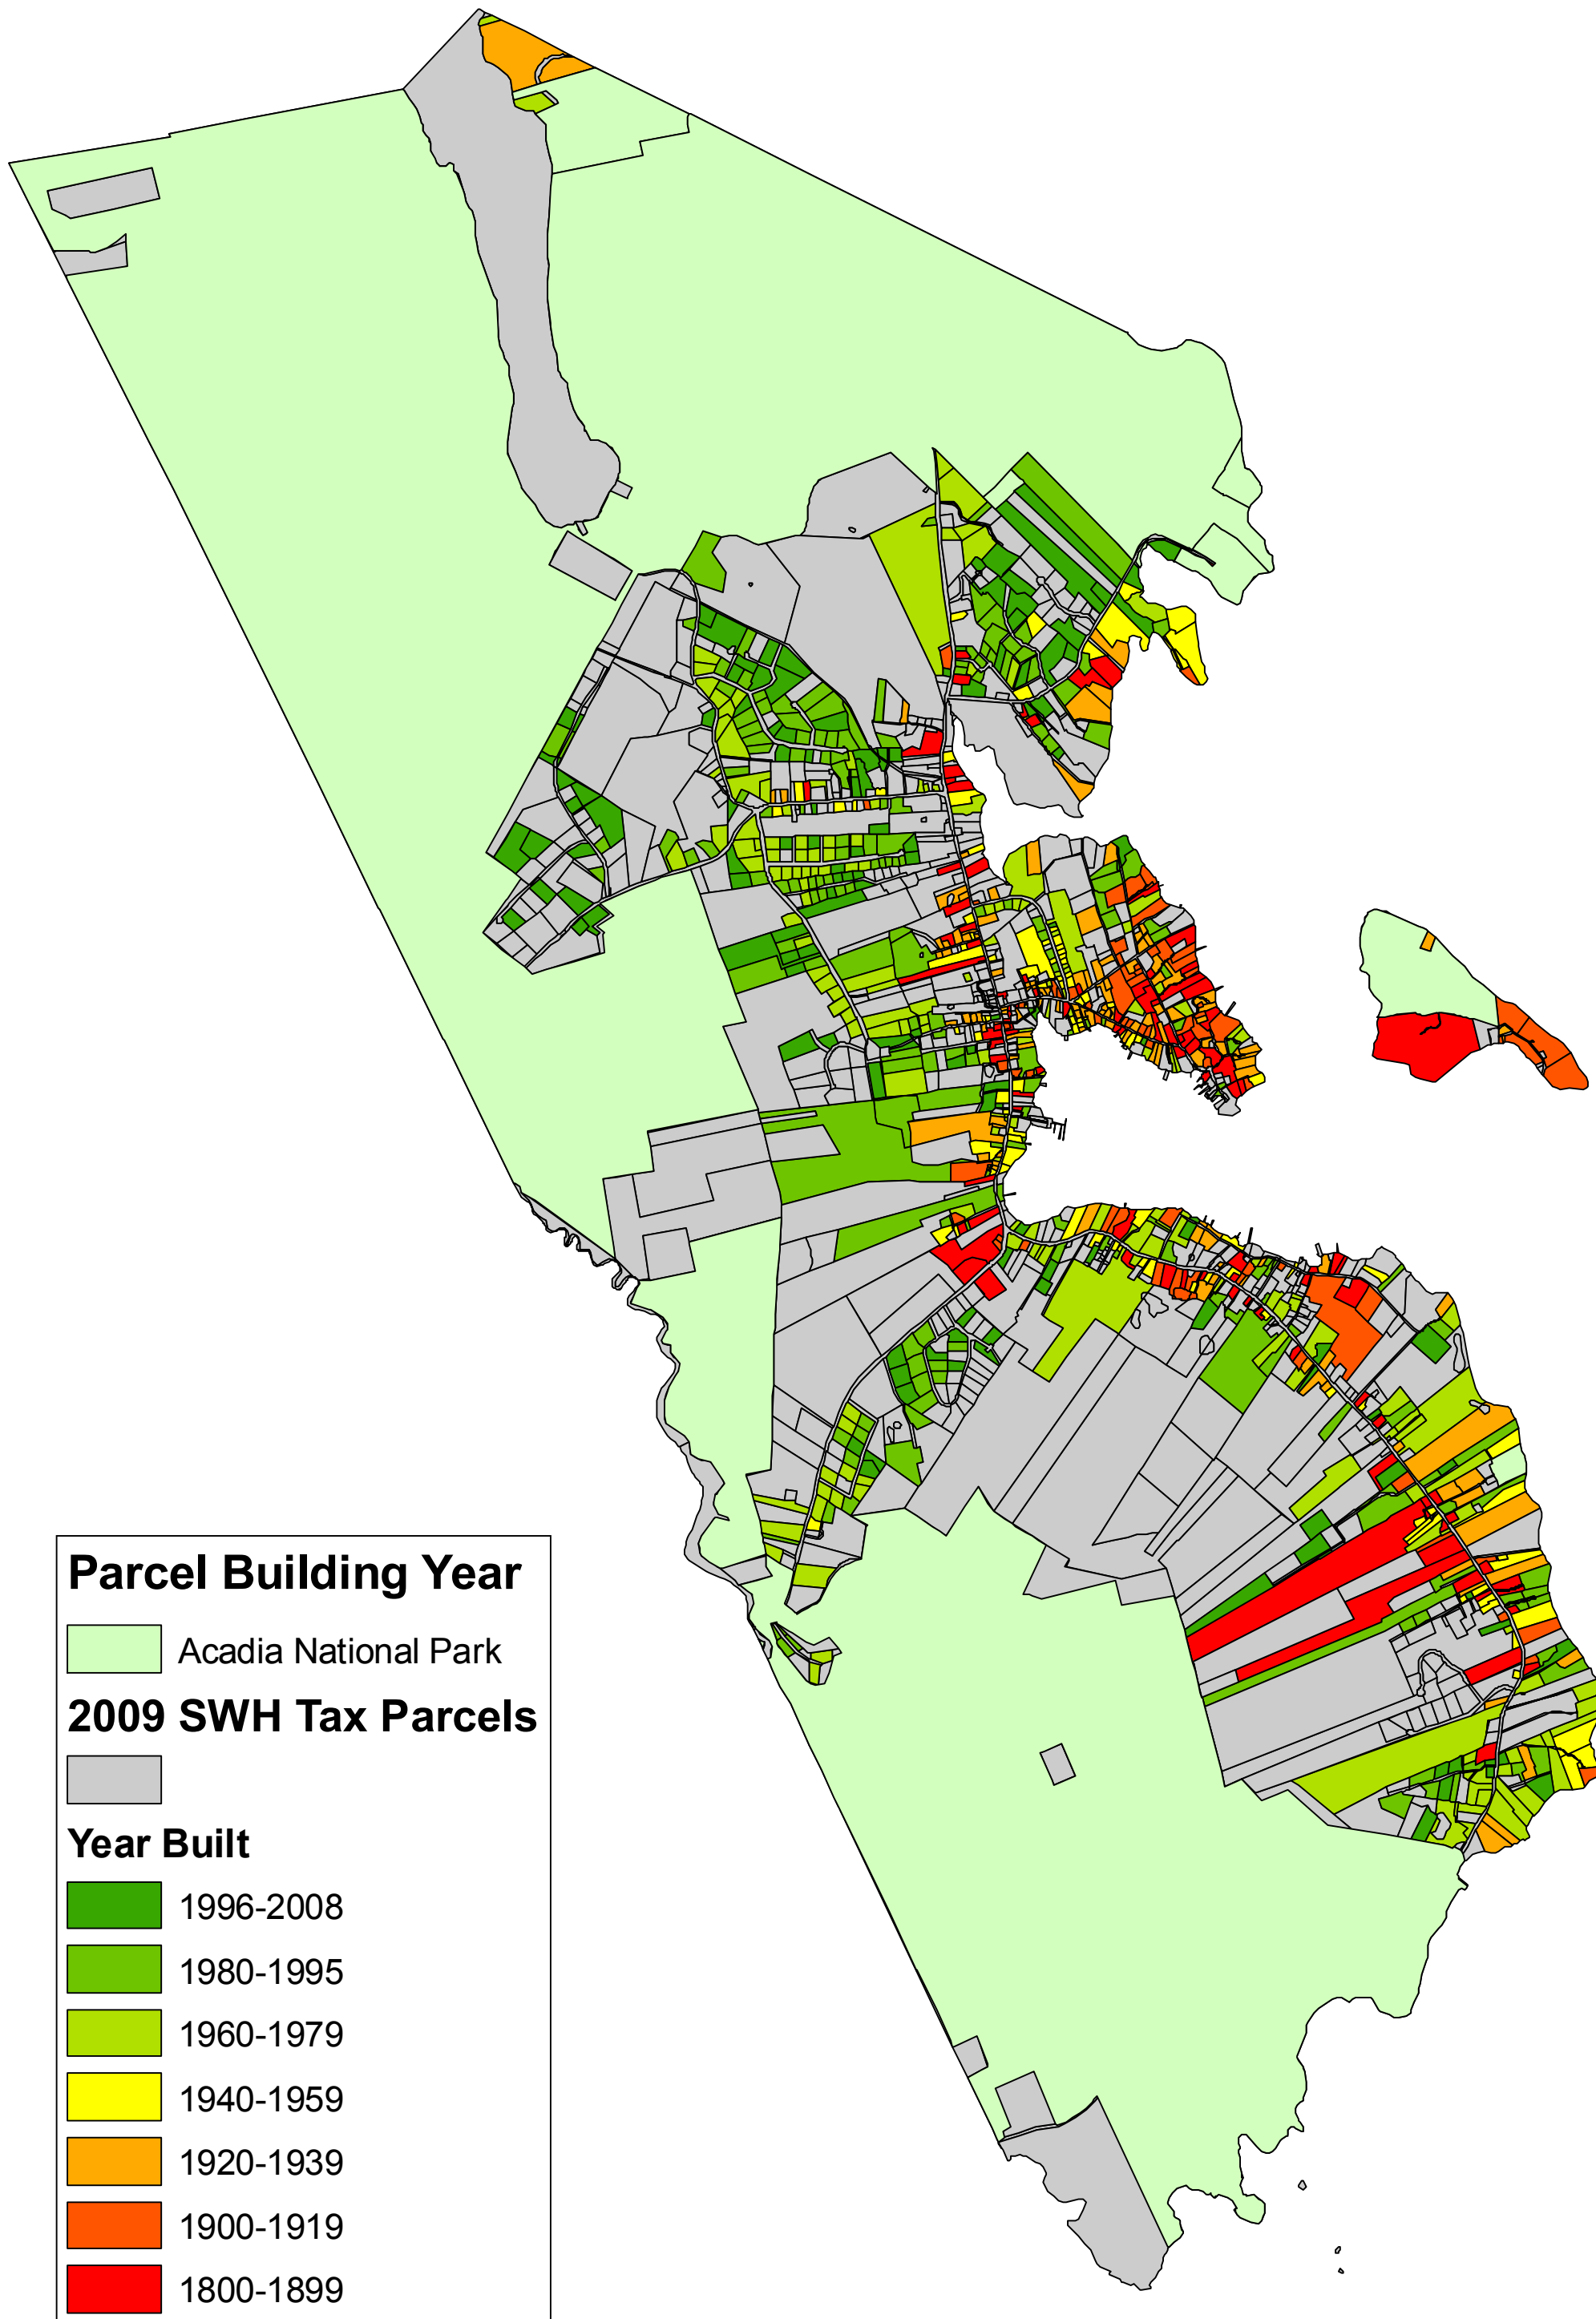 Parcel Building Year
Acadia National Park
2009 SWH Tax Parcels
Year Built
1996-2008
1980-1995
1960-1979
1940-1959
1920-1939
1900-1919
1800-1899